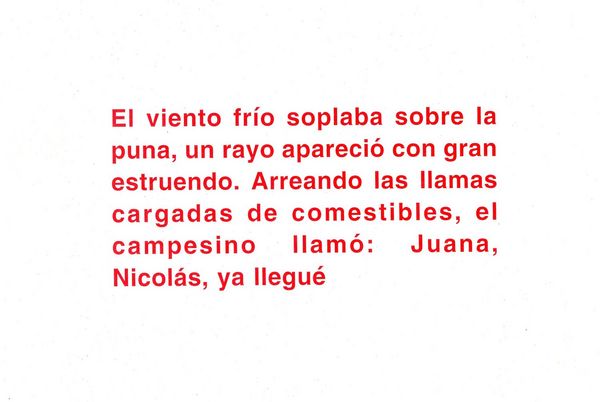 El viento frío soplaba sobre la
puna, un rayo apareció con gran
estruendo. Arreando las llamas
cargadas de comestibles, el
campesino llamó: Juana,
Nicolás, ya llegué